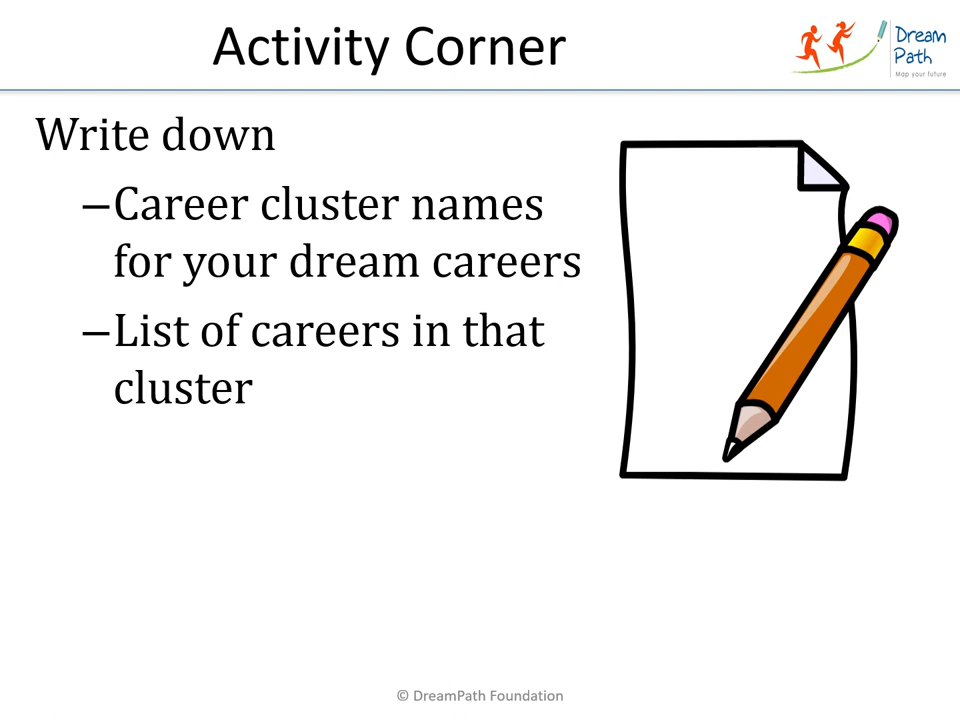 Activity Corner
Dream
Path
Map your future
Write down
–Career cluster names
for your dream careers
–List of careers in that
cluster
© DreamPath Foundation